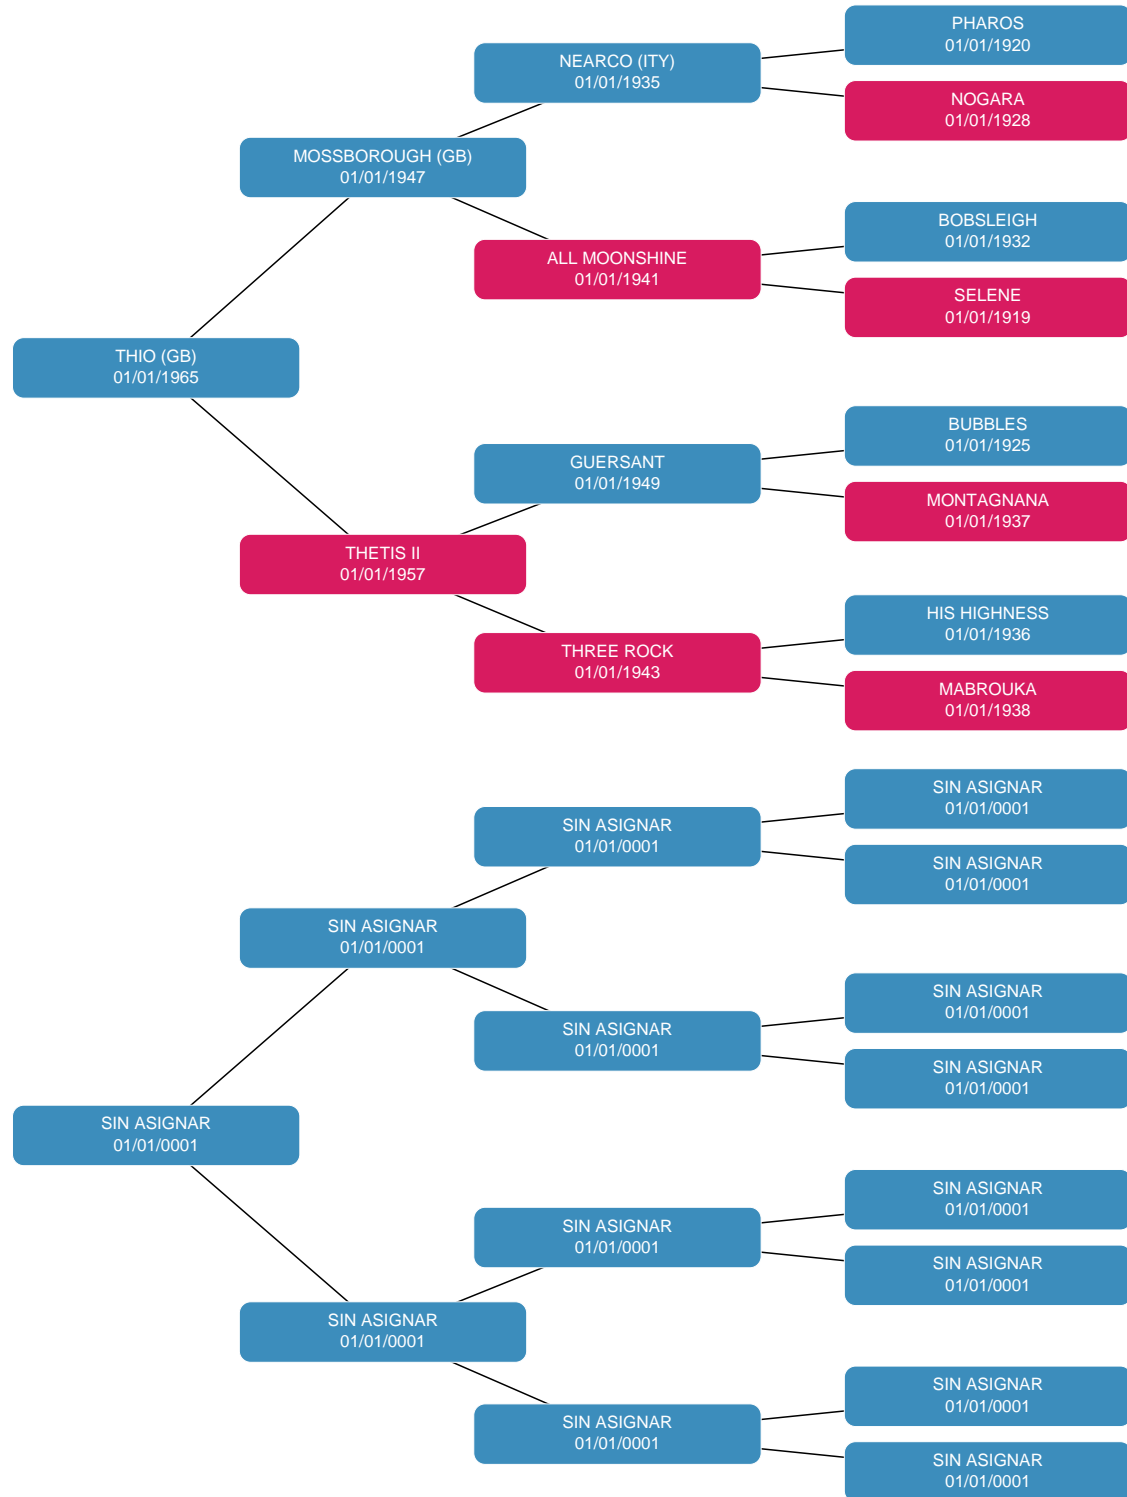 PHAROS
01/01/1920
NEARCO (ITY)
01/01/1935
NOGARA
01/01/1928
MOSSBOROUGH (GB)
01/01/1947
BOBSLEIGH
01/01/1932
ALL MOONSHINE
01/01/1941
SELENE
01/01/1919
THIO (GB)
01/01/1965
BUBBLES
01/01/1925
GUERSANT
01/01/1949
MONTAGNANA
01/01/1937
THETIS II
01/01/1957
HIS HIGHNESS
01/01/1936
THREE ROCK
01/01/1943
MABROUKA
01/01/1938
SIN ASIGNAR
01/01/0001
SIN ASIGNAR
01/01/0001
SIN ASIGNAR
01/01/0001
SIN ASIGNAR
01/01/0001
SIN ASIGNAR
01/01/0001
SIN ASIGNAR
01/01/0001
SIN ASIGNAR
01/01/0001
SIN ASIGNAR
01/01/0001
SIN ASIGNAR
01/01/0001
SIN ASIGNAR
01/01/0001
SIN ASIGNAR
01/01/0001
SIN ASIGNAR
01/01/0001
SIN ASIGNAR
01/01/0001
SIN ASIGNAR
01/01/0001
SIN ASIGNAR
01/01/0001